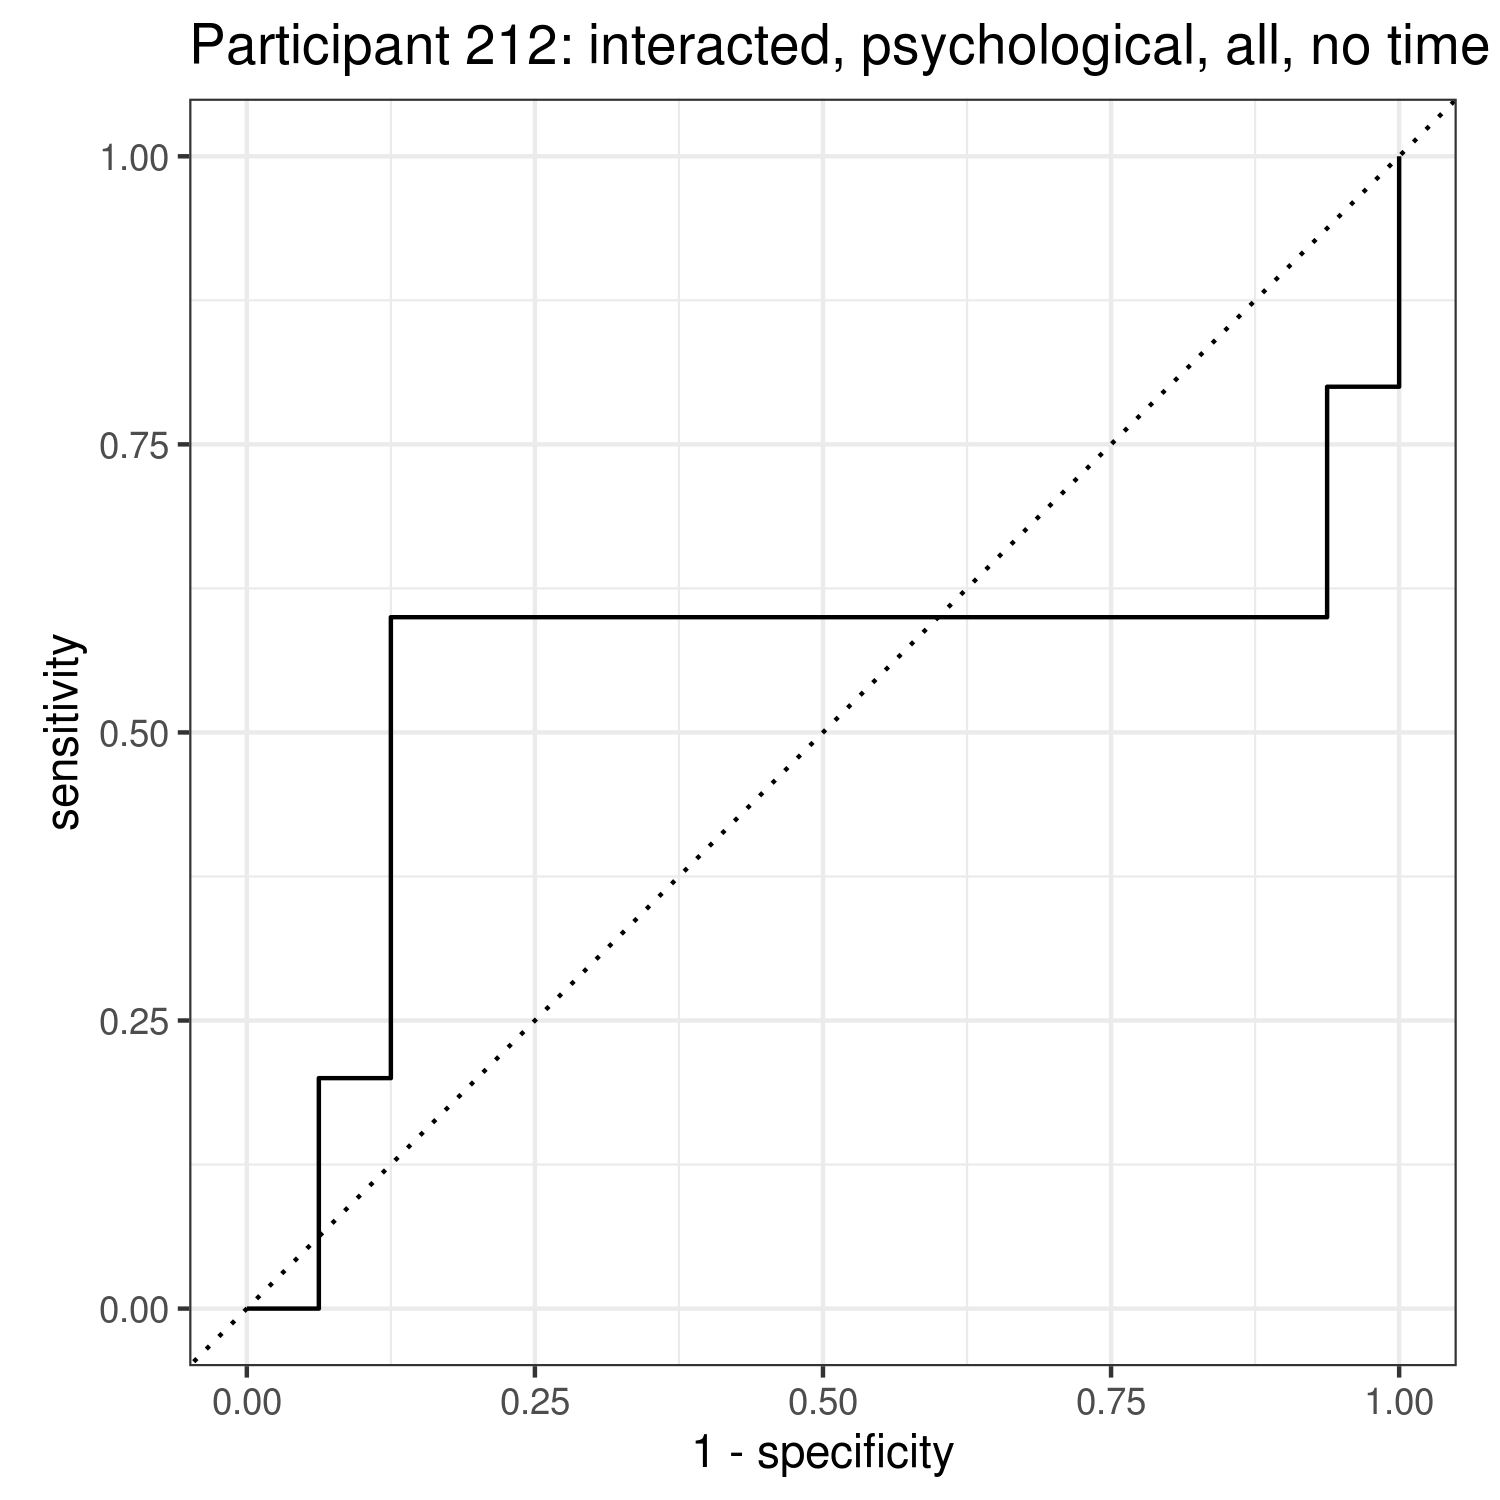 Participant 212: interacted, psychological, all, no time
1.00
0.75
0.50
0.25
0.00
sensitivity
0.00 0.25 0.50 0.75 1.00
1 - specificity